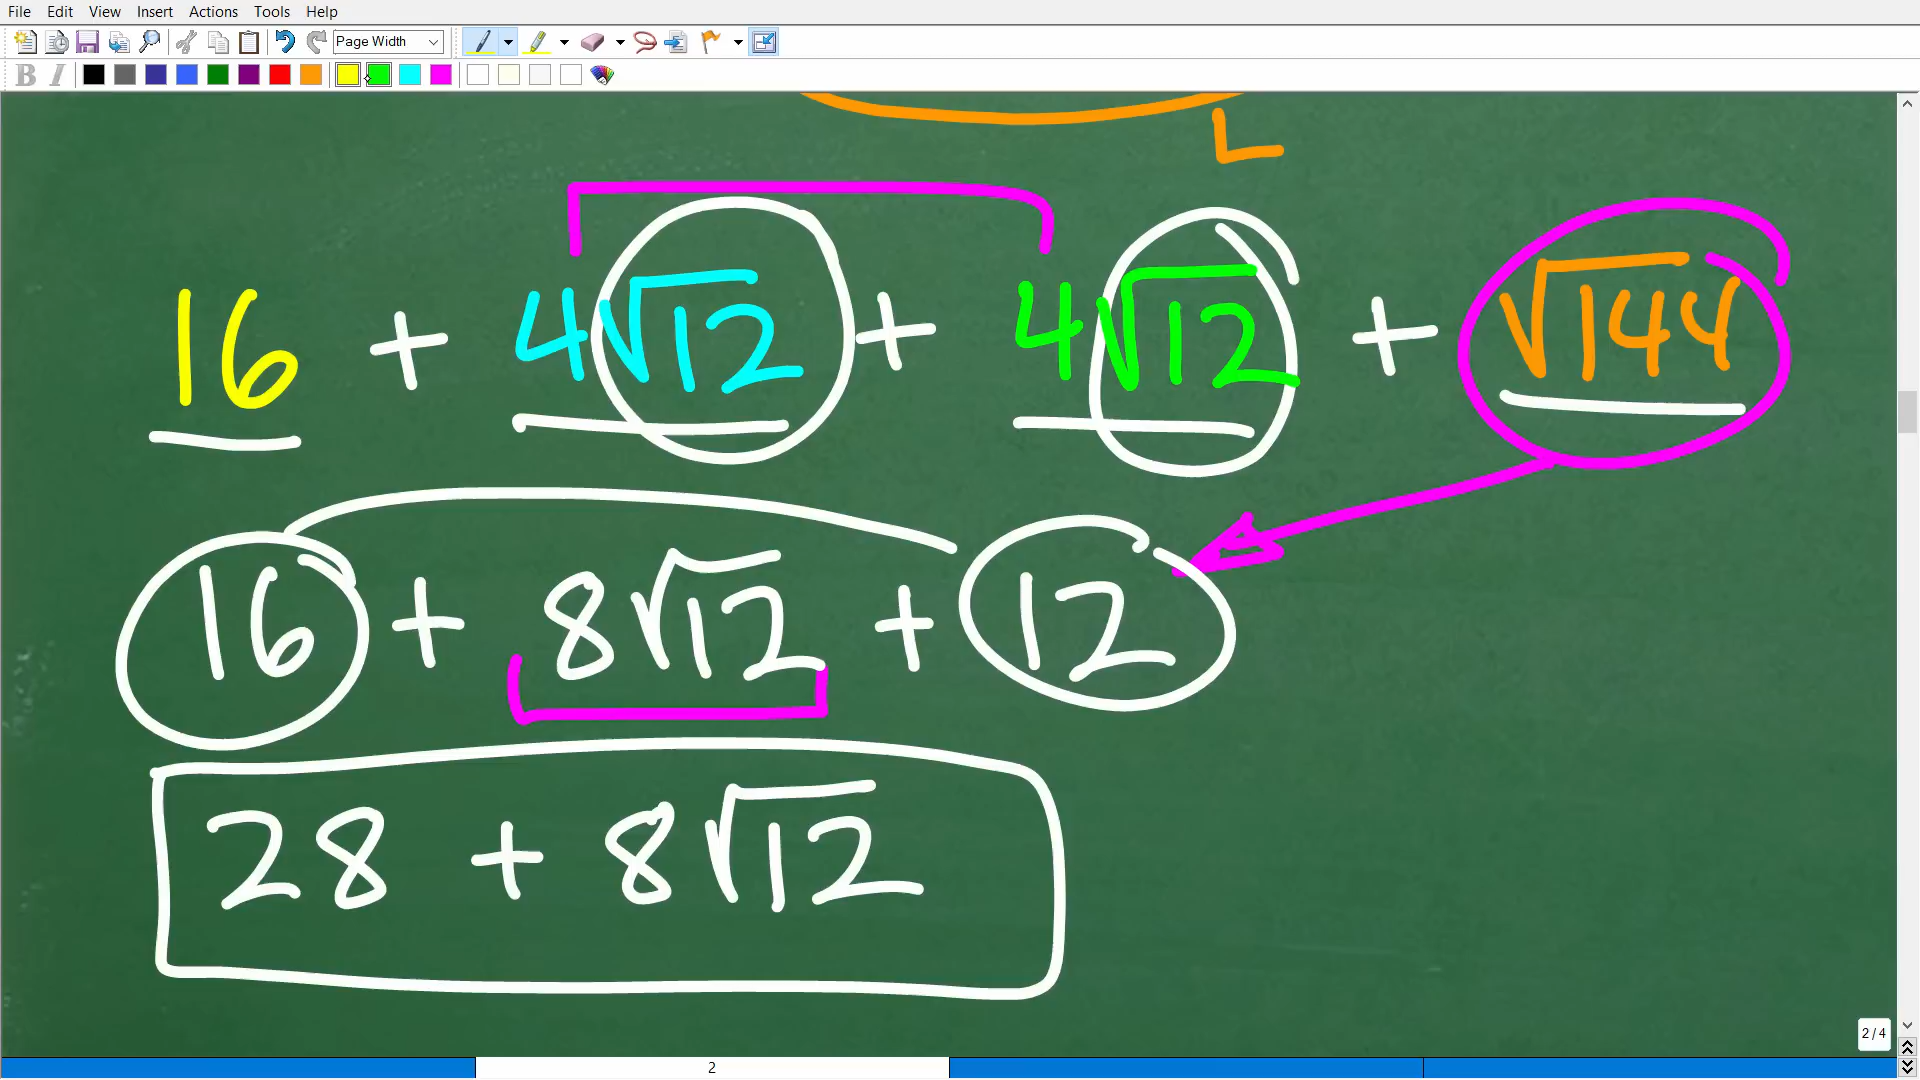 File Edit View Insert Actions Tools Help
Page Width
B I
L
16 + 4√12 + 4√12 + √144
16 + 8√12 + 12
28 + 8√12
2 / 4
2